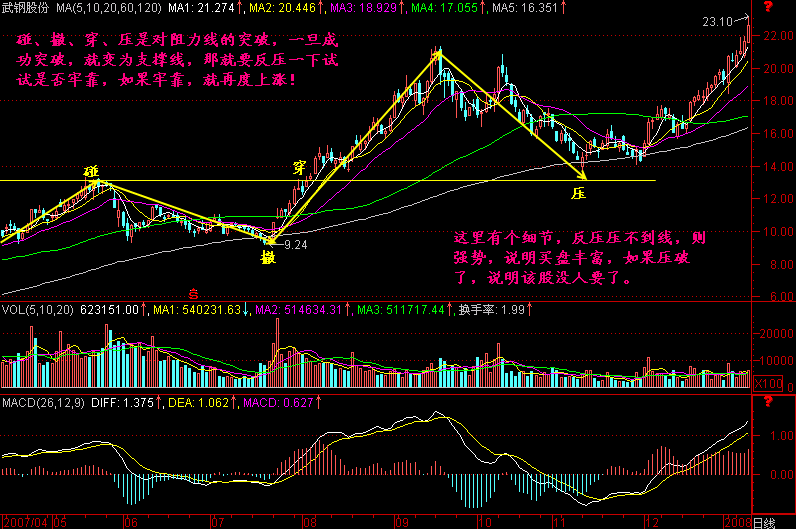 武钢股份 MA(5,10,20,60,120) MA1: 21.274↑, MA2: 20.446↑, MA3: 18.929↑, MA4: 17.055↑, MA5: 16.351↑
?
23.10
22.00
碰、撤、穿、压是对阻力线的突破，一旦成
功突破，就变为支撑线，那就要反压一下试
试是否牢靠，如果牢靠，就再度上涨！
20.00
18.00
16.00
14.00
碰
穿
压
12.00
10.00
9.24
撤
这里有个细节，反压压不到线，则
强势，说明买盘丰富，如果压破
了，说明该股没人要了。
8.00
6.00
S
VOL(5,10,20) 623151.00↑, MA1: 540231.63↓, MA2: 514634.31↑, MA3: 511717.44↑, 换手率: 1.99↑
20000
10000
X100
MACD(26,12,9) DIFF: 1.375↑, DEA: 1.062↑, MACD: 0.627↑
?
1.00
0.00
2007/04 05 06 07 08 09 10 11 12 2008 日线